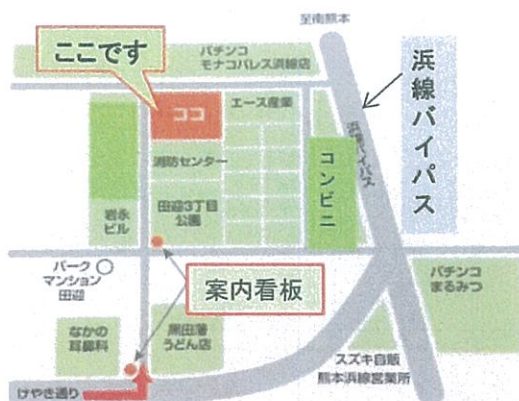 至南熊本
ここです
パチンコ
モナコパレス浜線店
浜線バイパス
ココ
エース産業
浜線バイパス
消防センター
コンビニ
岩永
ビル
田迎3丁目
公園
パーク
マンション
田迎
案内看板
パチンコ
まるみつ
なかの
耳鼻科
黒田藩
うどん店
スズキ自販
熊本浜線営業所
けやき通り